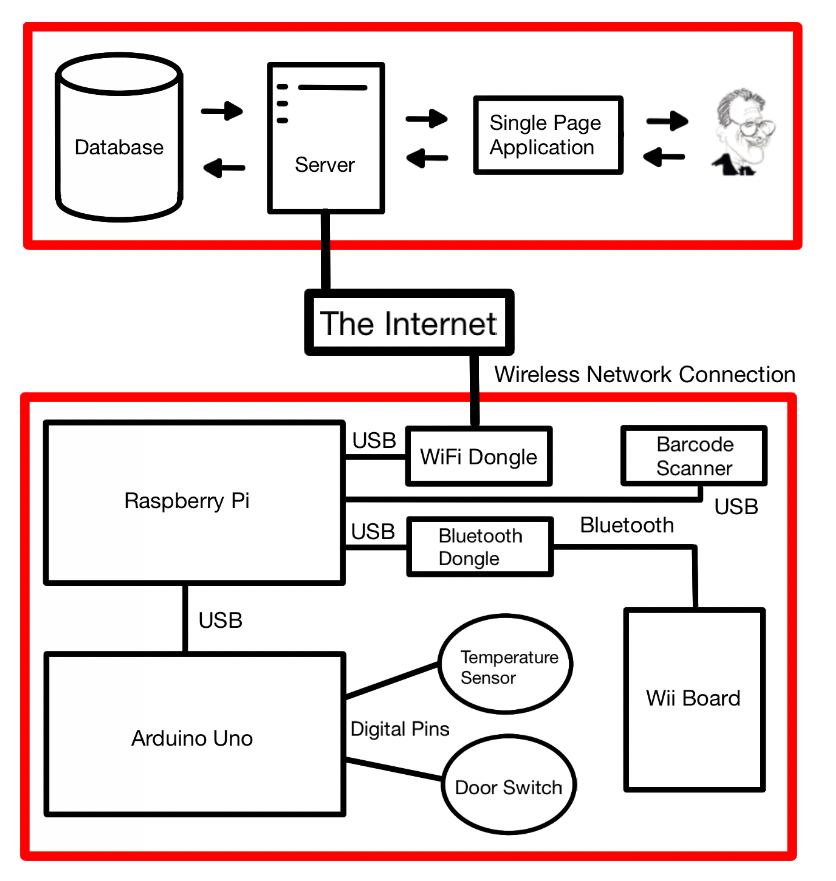 Database
Server
Single Page
Application
The Internet
Wireless Network Connection
USB
WiFi Dongle
Barcode
Scanner
Raspberry Pi
USB
USB
Bluetooth
Dongle
Bluetooth
USB
Temperature
Sensor
Wii Board
Arduino Uno
Digital Pins
Door Switch